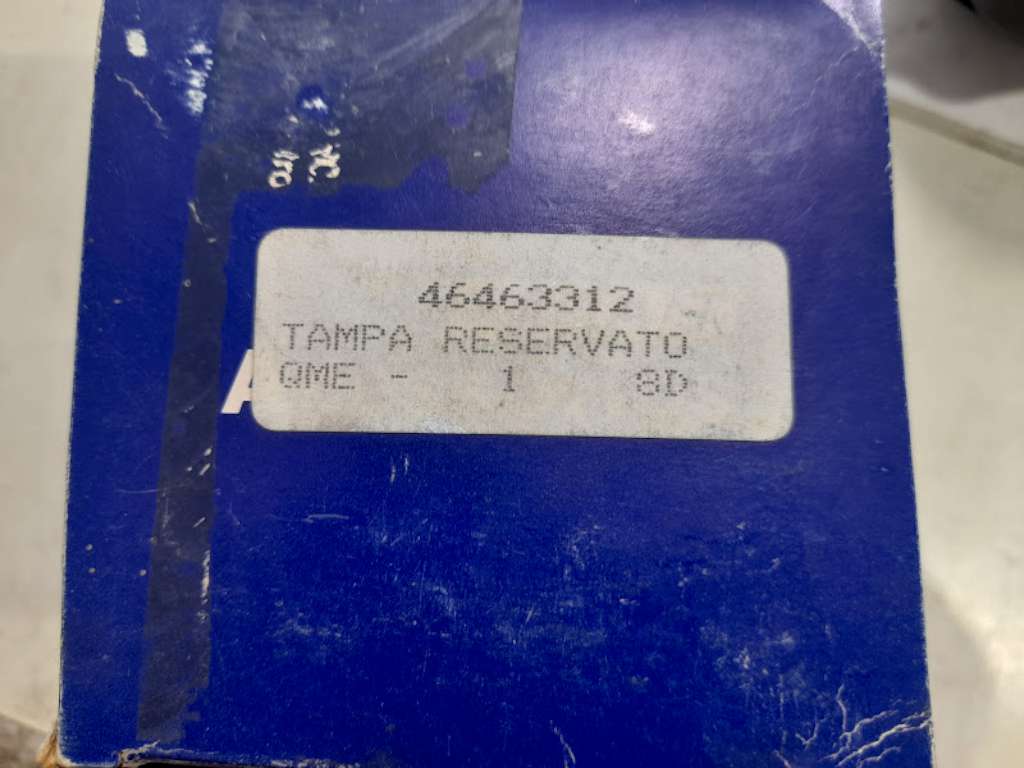 46463312
TAMPA RESERVATO
QME - 1 8D
A